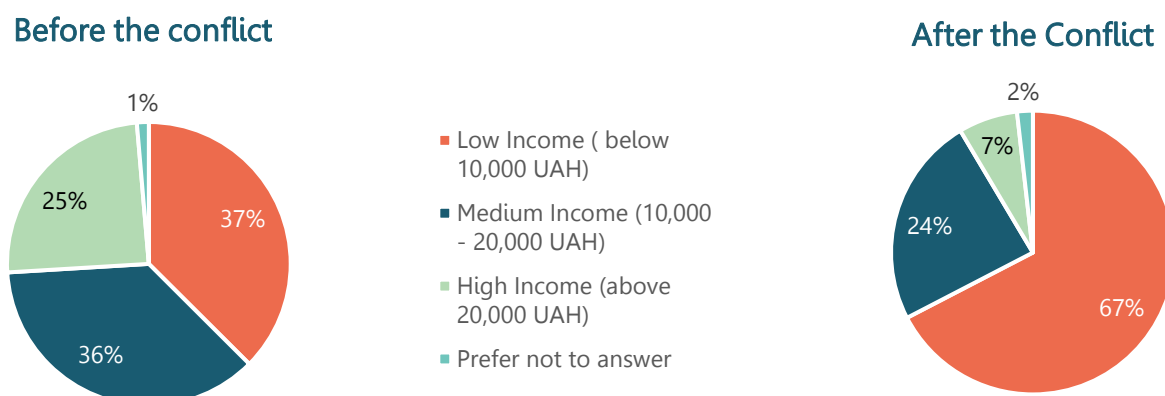 Before the conflict
After the Conflict
1%
25%
37%
36%
Low Income ( below
10,000 UAH)
Medium Income (10,000
- 20,000 UAH)
High Income (above
20,000 UAH)
Prefer not to answer
2%
7%
24%
67%